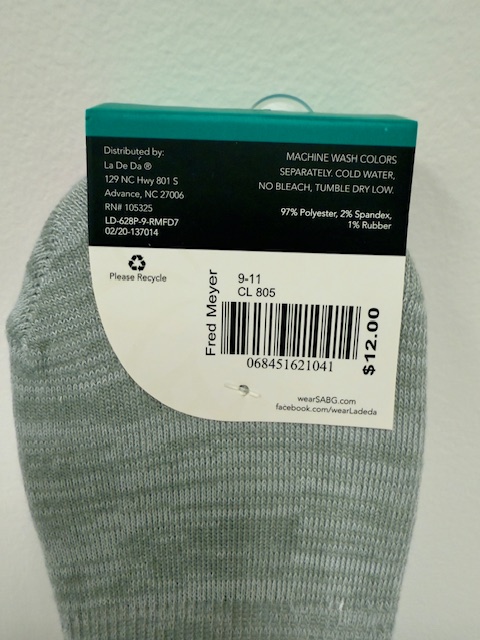 Distributed by:
La De Da ®
129 NC Hwy 801 S
Advance, NC 27006
RN# 105325
LD-628P-9-RMFD7
02/20-137014
MACHINE WASH COLORS
SEPARATELY. COLD WATER,
NO BLEACH, TUMBLE DRY LOW.
97% Polyester, 2% Spandex,
1% Rubber
Please Recycle
Fred Meyer
9-11
CL 805
068451621041
$12.00
wearSABG.com
facebook.com/wearLadeda